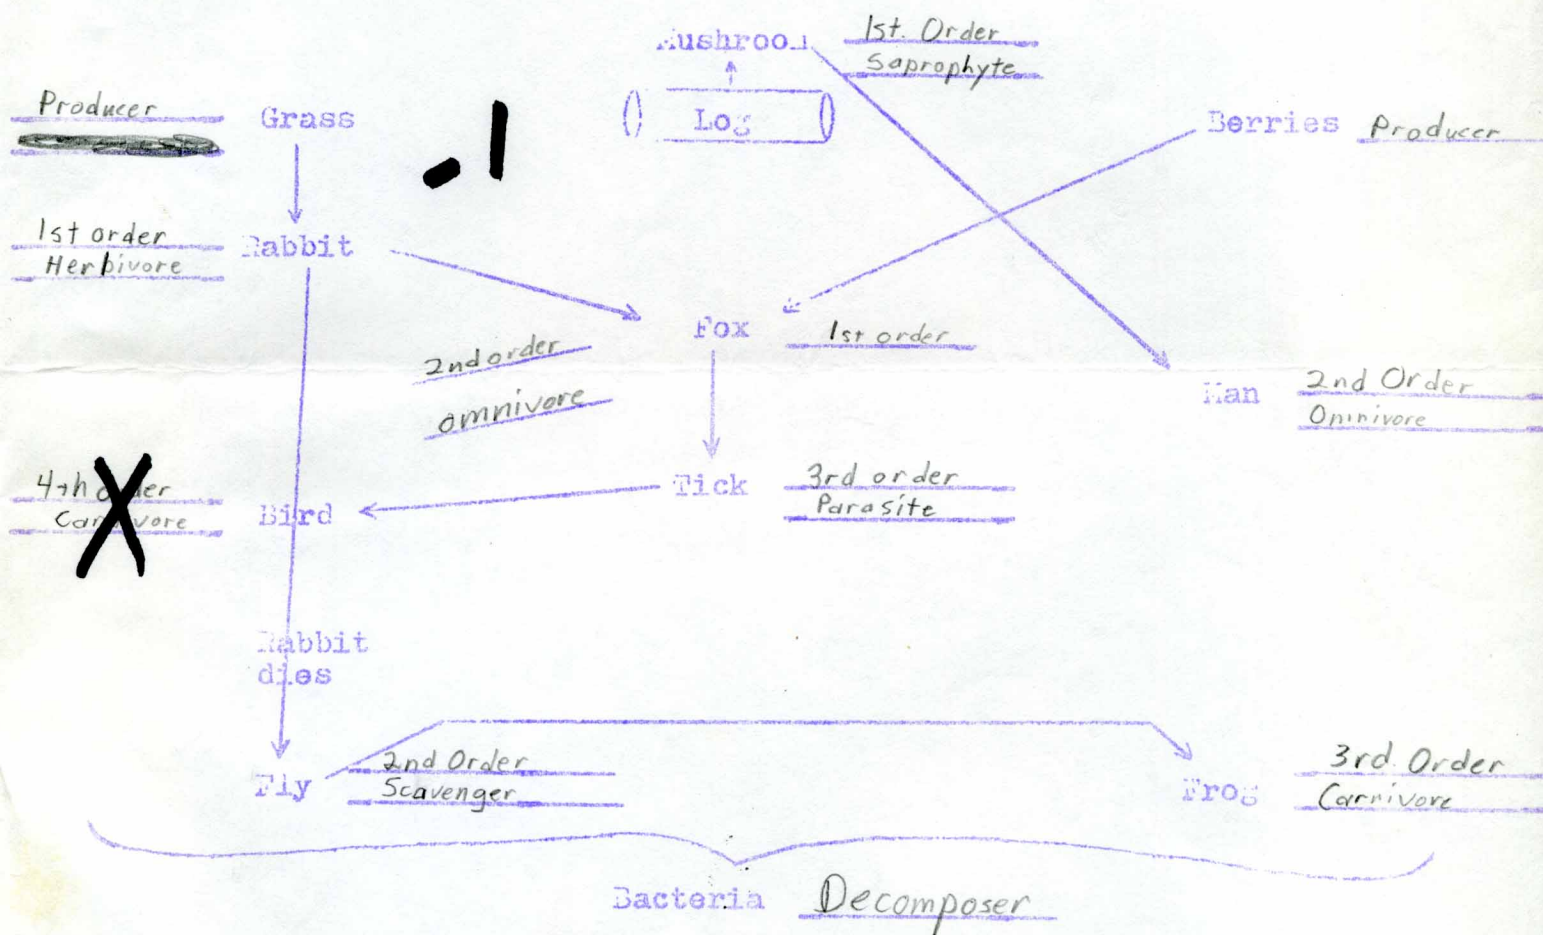 Mushroom
1st. Order
Saprophyte
Producer
Grass
Log
Berries Producer
-1
1st order
Herbivore
Rabbit
Fox
1st order
2nd order
omnivore
Man
2nd Order
Omnivore
4th order
Carnivore
Bird
Tick
3rd order
Parasite
Rabbit
dies
Fly
2nd Order
Scavenger
Frog
3rd. Order
Carnivore
Bacteria Decomposer